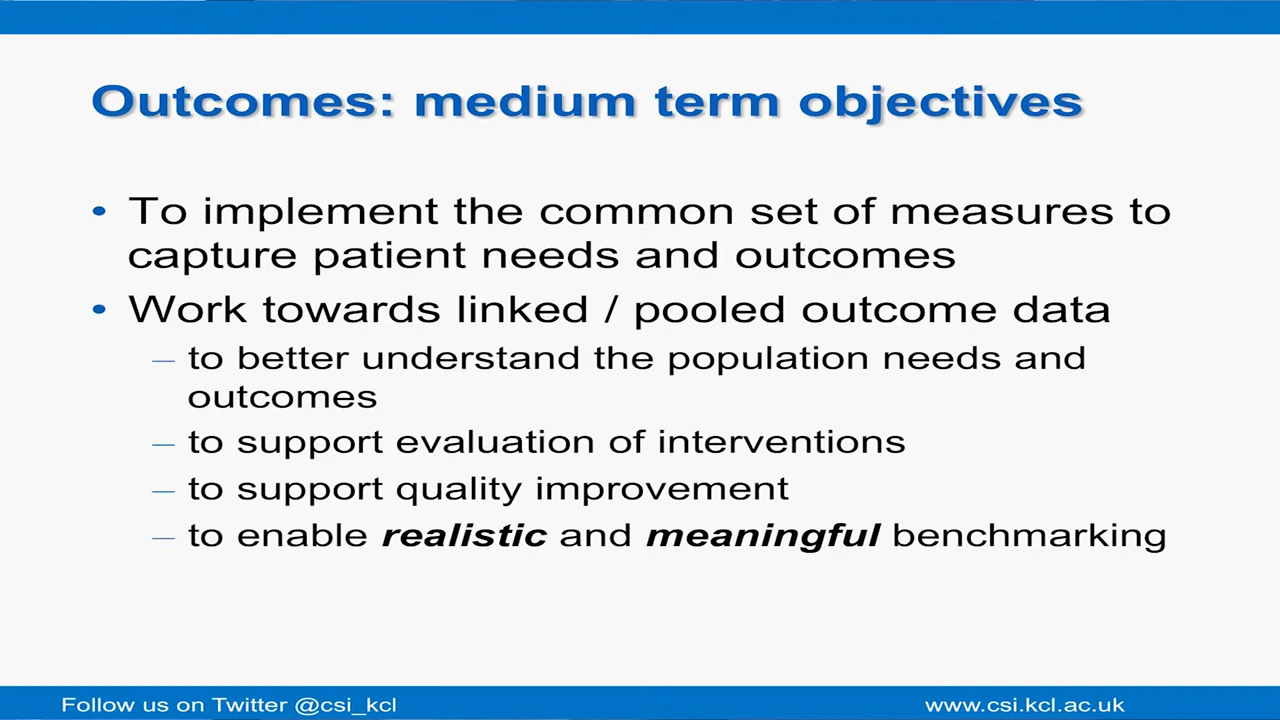 Outcomes: medium term objectives
• To implement the common set of measures to
capture patient needs and outcomes
• Work towards linked / pooled outcome data
– to better understand the population needs and
outcomes
– to support evaluation of interventions
– to support quality improvement
– to enable realistic and meaningful benchmarking
Follow us on Twitter @csi_kcl
www.csi.kcl.ac.uk